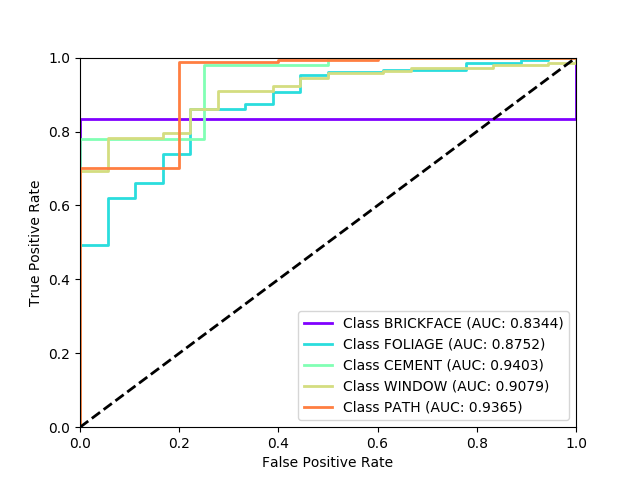 1.0
0.8
0.6
0.4
0.2
0.0
True Positive Rate
0.0 0.2 0.4 0.6 0.8 1.0
False Positive Rate
Class BRICKFACE (AUC: 0.8344)
Class FOLIAGE (AUC: 0.8752)
Class CEMENT (AUC: 0.9403)
Class WINDOW (AUC: 0.9079)
Class PATH (AUC: 0.9365)